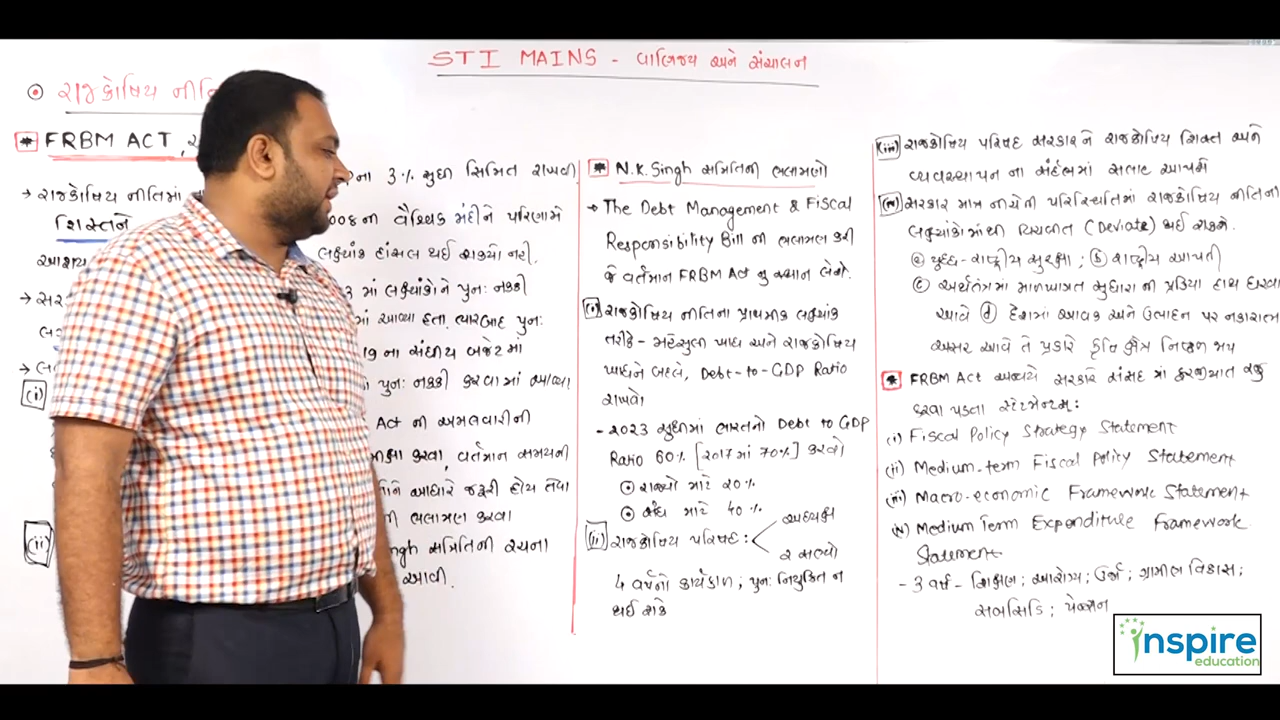 STI MAINS - વાણિજ્ય અને સંચાલન
રાજકોષિય નીતિ
* FRBM ACT,
→ રાજકોષિય નીતિમાં
શિસ્તને
આશય
→
→
(i)
(ii)
ના 3% સુધી સિમિત રાખવી
ની વૈશ્વિક મંદીને પરિણામે
લક્ષ્યાંક હાંસલ થઈ શક્યા નહી.
માં લક્ષ્યાંકોને પુનઃ નક્કી
માં આવ્યા હતા. ત્યારબાદ પુનઃ
ના સંઘીય બજેટમાં
પુનઃ નક્કી કરવામાં આવ્યા
Act ની અમલવારીની
કરવા, વર્તમાન સમયની
આધારે જરૂરી હોય તેવા
ની ભલામણ કરવા
ngh સમિતિની રચના
આવી.
* N.K. Singh સમિતિની ભલામણો
→ The Debt Management & Fiscal
Responsibility Bill ની ભલામણ કરી
જે વર્તમાન FRBM Act નુ સ્થાન લેશે.
(i) રાજકોષિય નીતિના પ્રાથમીક લક્ષ્યાંક
તરીકે - મહેસુલી ખાધ અને રાજકોષિય
ખાધને બદલે, Debt-to-GDP Ratio
રાખવો
- 2023 સુધીમાં ભારતનો Debt to GDP
Ratio 60% [2017 માં 70%] કરવો
⊙ રાજ્યો માટે 20%
⊙ કેન્દ્ર માટે 40%
(ii) રાજકોષિય પરિષદ : અધ્યક્ષ
2 સભ્યો
4 વર્ષનો કાર્યકાળ ; પુનઃ નિયુક્તિ ન
થઈ શકે
(iii) રાજકોષિય પરિષદ સરકારને રાજકોષિય શિસ્ત અને
વ્યવસ્થાપન ના સંદર્ભમાં સલાહ આપશે
(iv) સરકાર માત્ર નીચેની પરિસ્થિતિમાં રાજકોષિય નીતિના
લક્ષ્યાંકોમાંથી વિચલીત (Deviate) થઈ શકશે.
(a) યુદ્ધ - રાષ્ટ્રીય સુરક્ષા ; (b) રાષ્ટ્રીય આપત્તી
(c) અર્થતંત્રમાં માળખાગત સુધારા ની પ્રક્રિયા હાથ ધરવા
આવે (d) દેશમાં આવક અને ઉત્પાદન પર નકારાત્મ
અસર આવે તે પ્રકારે કૃષિ ક્ષેત્ર નિષ્ફળ જાય
* FRBM Act અન્વયે સરકારે સંસદ માં ફરજીયાત રજુ
કરવા પડતા સ્ટેટમેન્ટસ્ :
(i) Fiscal Policy Strategy Statement
(ii) Medium-term Fiscal Policy Statement
(iii) Macro-economic Framework Statement
(iv) Medium Term Expenditure Framework
Statement
- 3 વર્ષ - શિક્ષણ ; આરોગ્ય ; ઉર્જા ; ગ્રામીણ વિકાસ ;
સબસિડિ ; પેન્શન
inspire
education